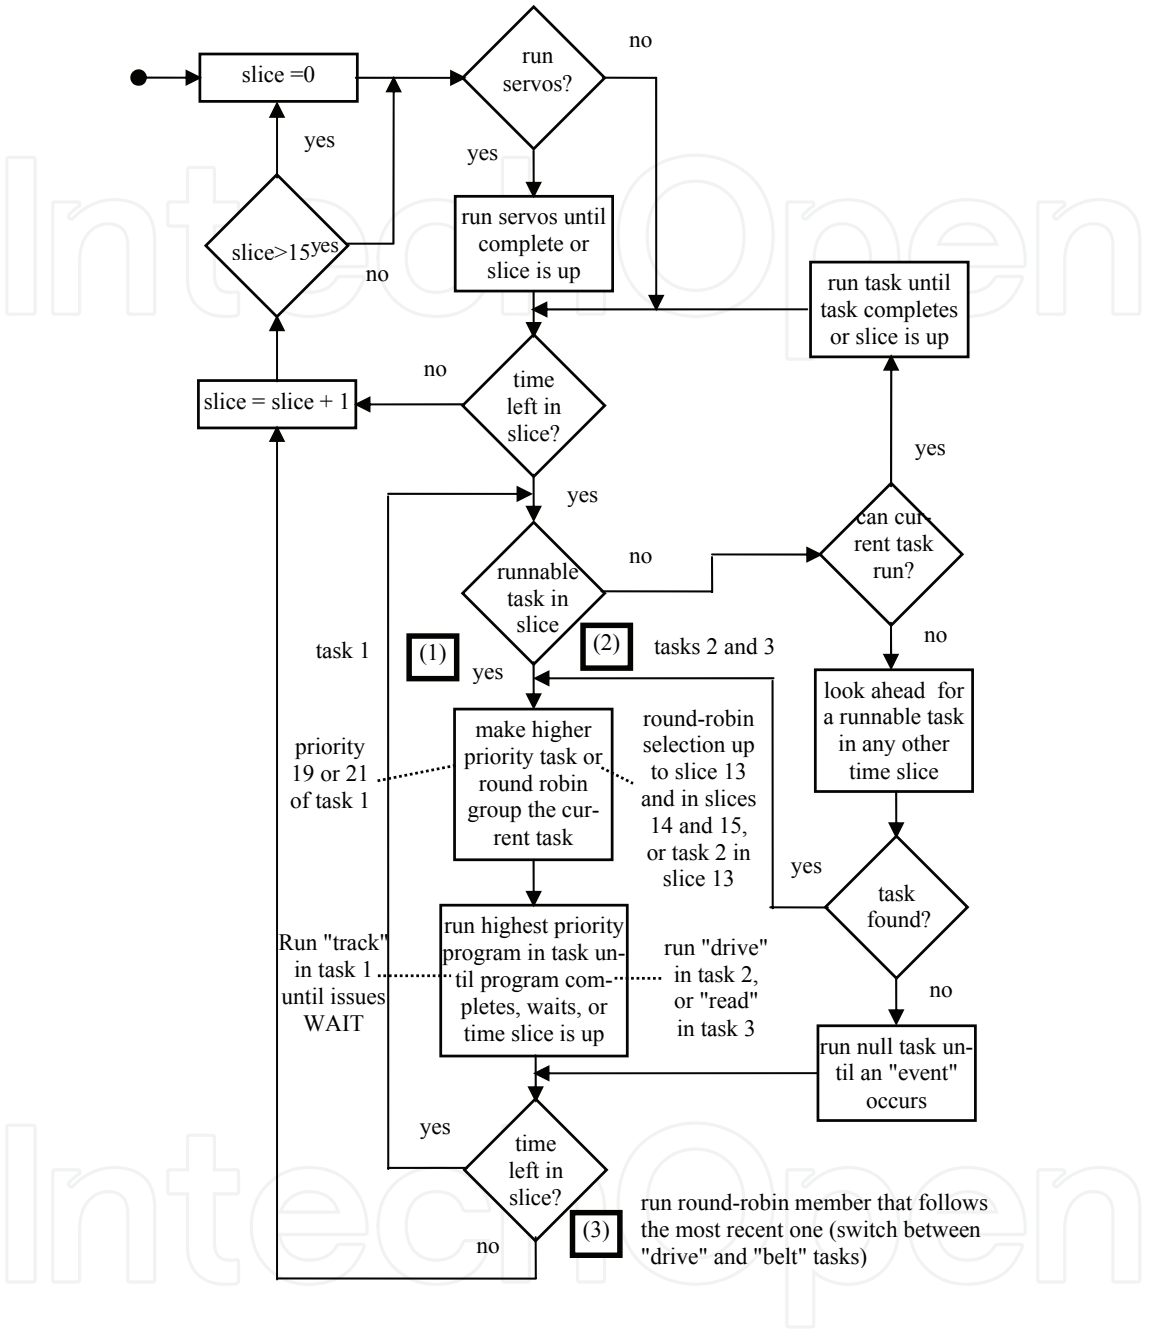 no
run
servos?
slice =0
yes
yes
run servos until
complete or
slice is up
slice>15yes
no
run task until
task completes
or slice is up
no
time
left in
slice?
slice = slice + 1
yes
yes
can cur-
rent task
run?
no
runnable
task in
slice
no
task 1
(1)
(2)
tasks 2 and 3
yes
look ahead for
a runnable task
in any other
time slice
make higher
priority task or
round robin
group the cur-
rent task
priority
19 or 21
of task 1
round-robin
selection up
to slice 13
and in slices
14 and 15,
or task 2 in
slice 13
yes
task
found?
run highest priority
program in task un-
til program com-
pletes, waits, or
time slice is up
Run "track"
in task 1
until issues
WAIT
run "drive"
in task 2,
or "read"
in task 3
no
run null task un-
til an "event"
occurs
yes
time
left in
slice?
no
(3)
run round-robin member that follows
the most recent one (switch between
"drive" and "belt" tasks)
IntechOpen
IntechOpen